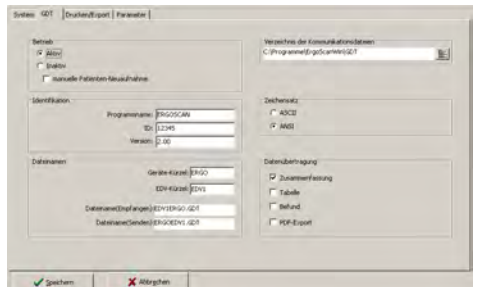 System GDT Drucken/Export Parameter
Betrieb
Aktiv
Inaktiv
manuelle Patienten-Neuaufnahme
Verzeichnis der Kommunikationsdateien
C:\Programme\ErgoScanWin\GDT
Identifikation
Programmname: ERGOSCAN
ID: 12345
Version: 2.00
Zeichensatz
ASCII
ANSI
Dateinamen
Geräte-Kürzel: ERGO
EDV-Kürzel: EDV1
Dateiname(Empfangen): EDV1ERGO.GDT
Dateiname(Senden): ERGOEDV1.GDT
Datenübertragung
Zusammenfassung
Tabelle
Befund
PDF-Export
Speichern
Abbrechen